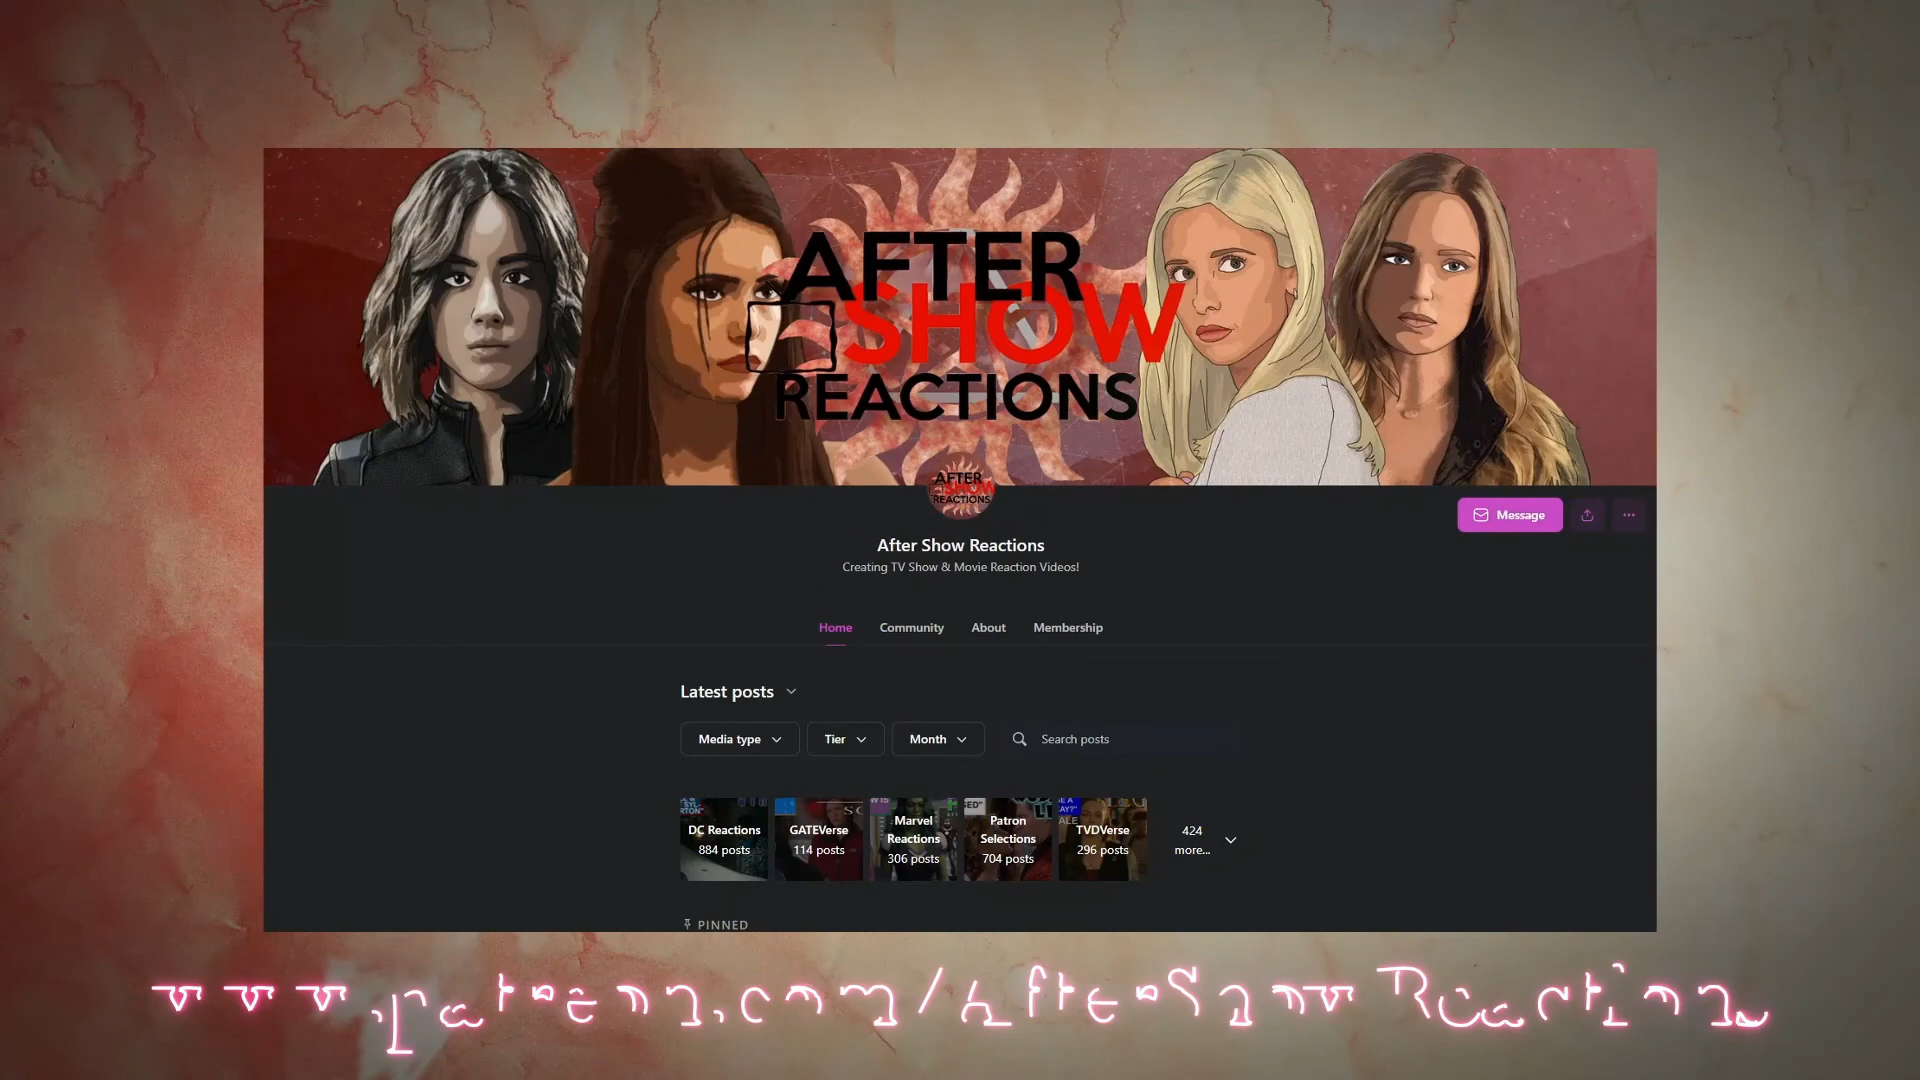 AFTER
SHOW
REACTIONS
AFTER
SHOW
REACTIONS
Message
After Show Reactions
Creating TV Show & Movie Reaction Videos!
Home Community About Membership
Latest posts
Media type Tier Month Search posts
DC Reactions
884 posts
GATEVerse
114 posts
Marvel
Reactions
306 posts
Patron
Selections
704 posts
TVDVerse
296 posts
424
more...
PINNED